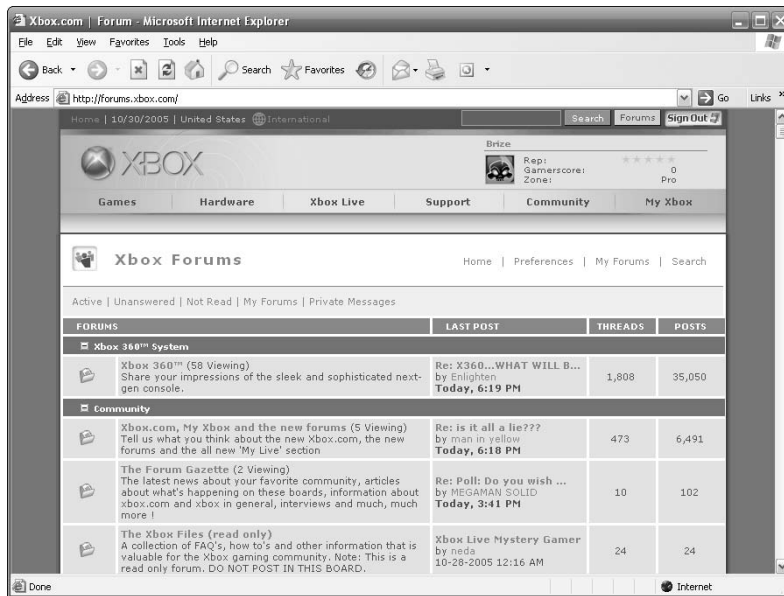 Xbox.com | Forum - Microsoft Internet Explorer
File Edit View Favorites Tools Help
Back Search Favorites
Address http://forums.xbox.com/ Go Links »
Home | 10/30/2005 | United States International Search Forums Sign Out
XBOX
Brize
Rep:
Gamerscore: 0
Zone: Pro
Games Hardware Xbox Live Support Community My Xbox
Xbox Forums Home | Preferences | My Forums | Search
Active | Unanswered | Not Read | My Forums | Private Messages
FORUMS LAST POST THREADS POSTS
Xbox 360™ System
Xbox 360™ (58 Viewing)
Share your impressions of the sleek and sophisticated next-
gen console.
Re: X360...WHAT WILL B...
by Enlighten
Today, 6:19 PM
1,808 35,050
Community
Xbox.com, My Xbox and the new forums (5 Viewing)
Tell us what you think about the new Xbox.com, the new
forums and the all new 'My Live' section
Re: is it all a lie???
by man in yellow
Today, 6:18 PM
473 6,491
The Forum Gazette (2 Viewing)
The latest news about your favorite community, articles
about what's happening on these boards, information about
xbox.com and xbox in general, interviews and much, much
more !
Re: Poll: Do you wish ...
by MEGAMAN SOLID
Today, 3:41 PM
10 102
The Xbox Files (read only)
A collection of FAQ's, how to's and other information that is
valuable for the Xbox gaming community. Note: This is a
read only forum. DO NOT POST IN THIS BOARD.
Xbox Live Mystery Gamer
by neda
10-28-2005 12:16 AM
24 24
Done Internet